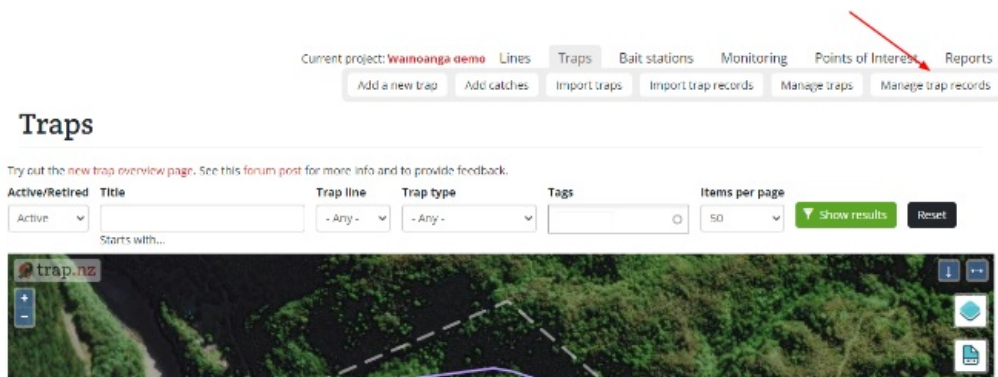 Current project: Wainoanga demo Lines Traps Bait stations Monitoring Points of Interest Reports
Add a new trap Add catches Import traps Import trap records Manage traps Manage trap records
Traps
Try out the new trap overview page. See this forum post for more info and to provide feedback.
Active/Retired Title Trap line Trap type Tags Items per page
Active - Any - - Any - 50 Show results Reset
Starts with...
trap.nz
+
-